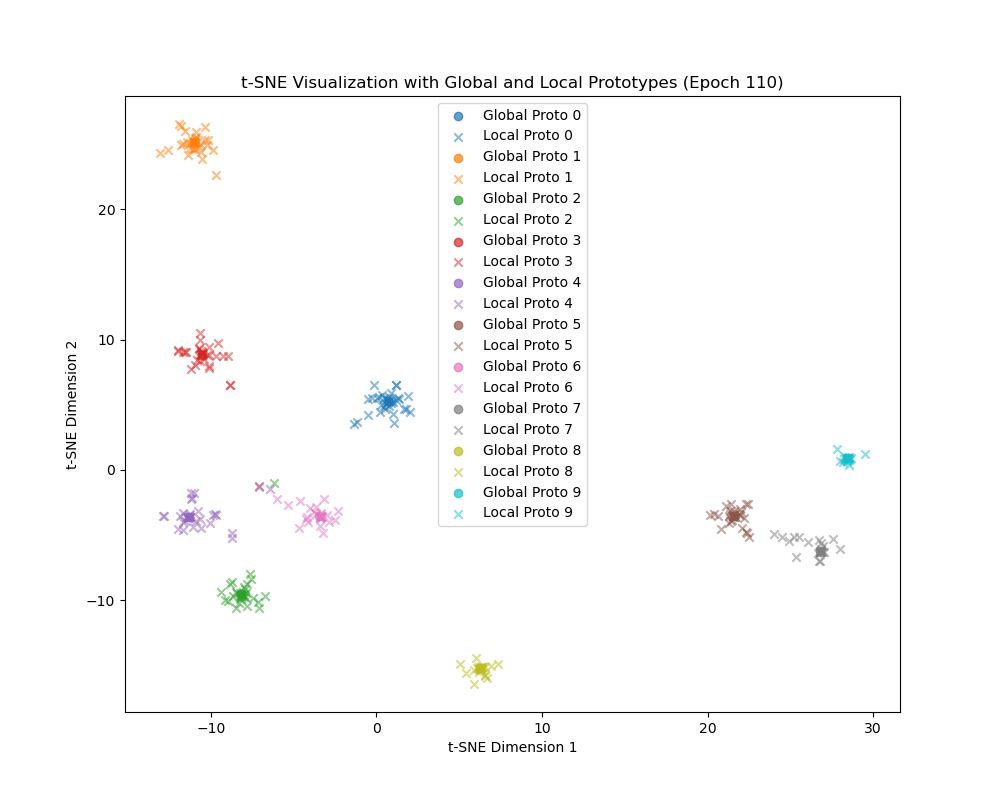 t-SNE Visualization with Global and Local Prototypes (Epoch 110)
Global Proto 0
Local Proto 0
Global Proto 1
Local Proto 1
Global Proto 2
Local Proto 2
Global Proto 3
Local Proto 3
Global Proto 4
Local Proto 4
Global Proto 5
Local Proto 5
Global Proto 6
Local Proto 6
Global Proto 7
Local Proto 7
Global Proto 8
Local Proto 8
Global Proto 9
Local Proto 9
t-SNE Dimension 2
20
10
0
−10
−10
0
10
20
30
t-SNE Dimension 1